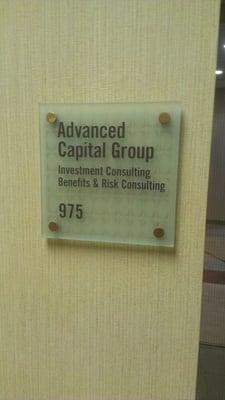 Advanced
Capital Group
Investment Consulting
Benefits & Risk Consulting
975